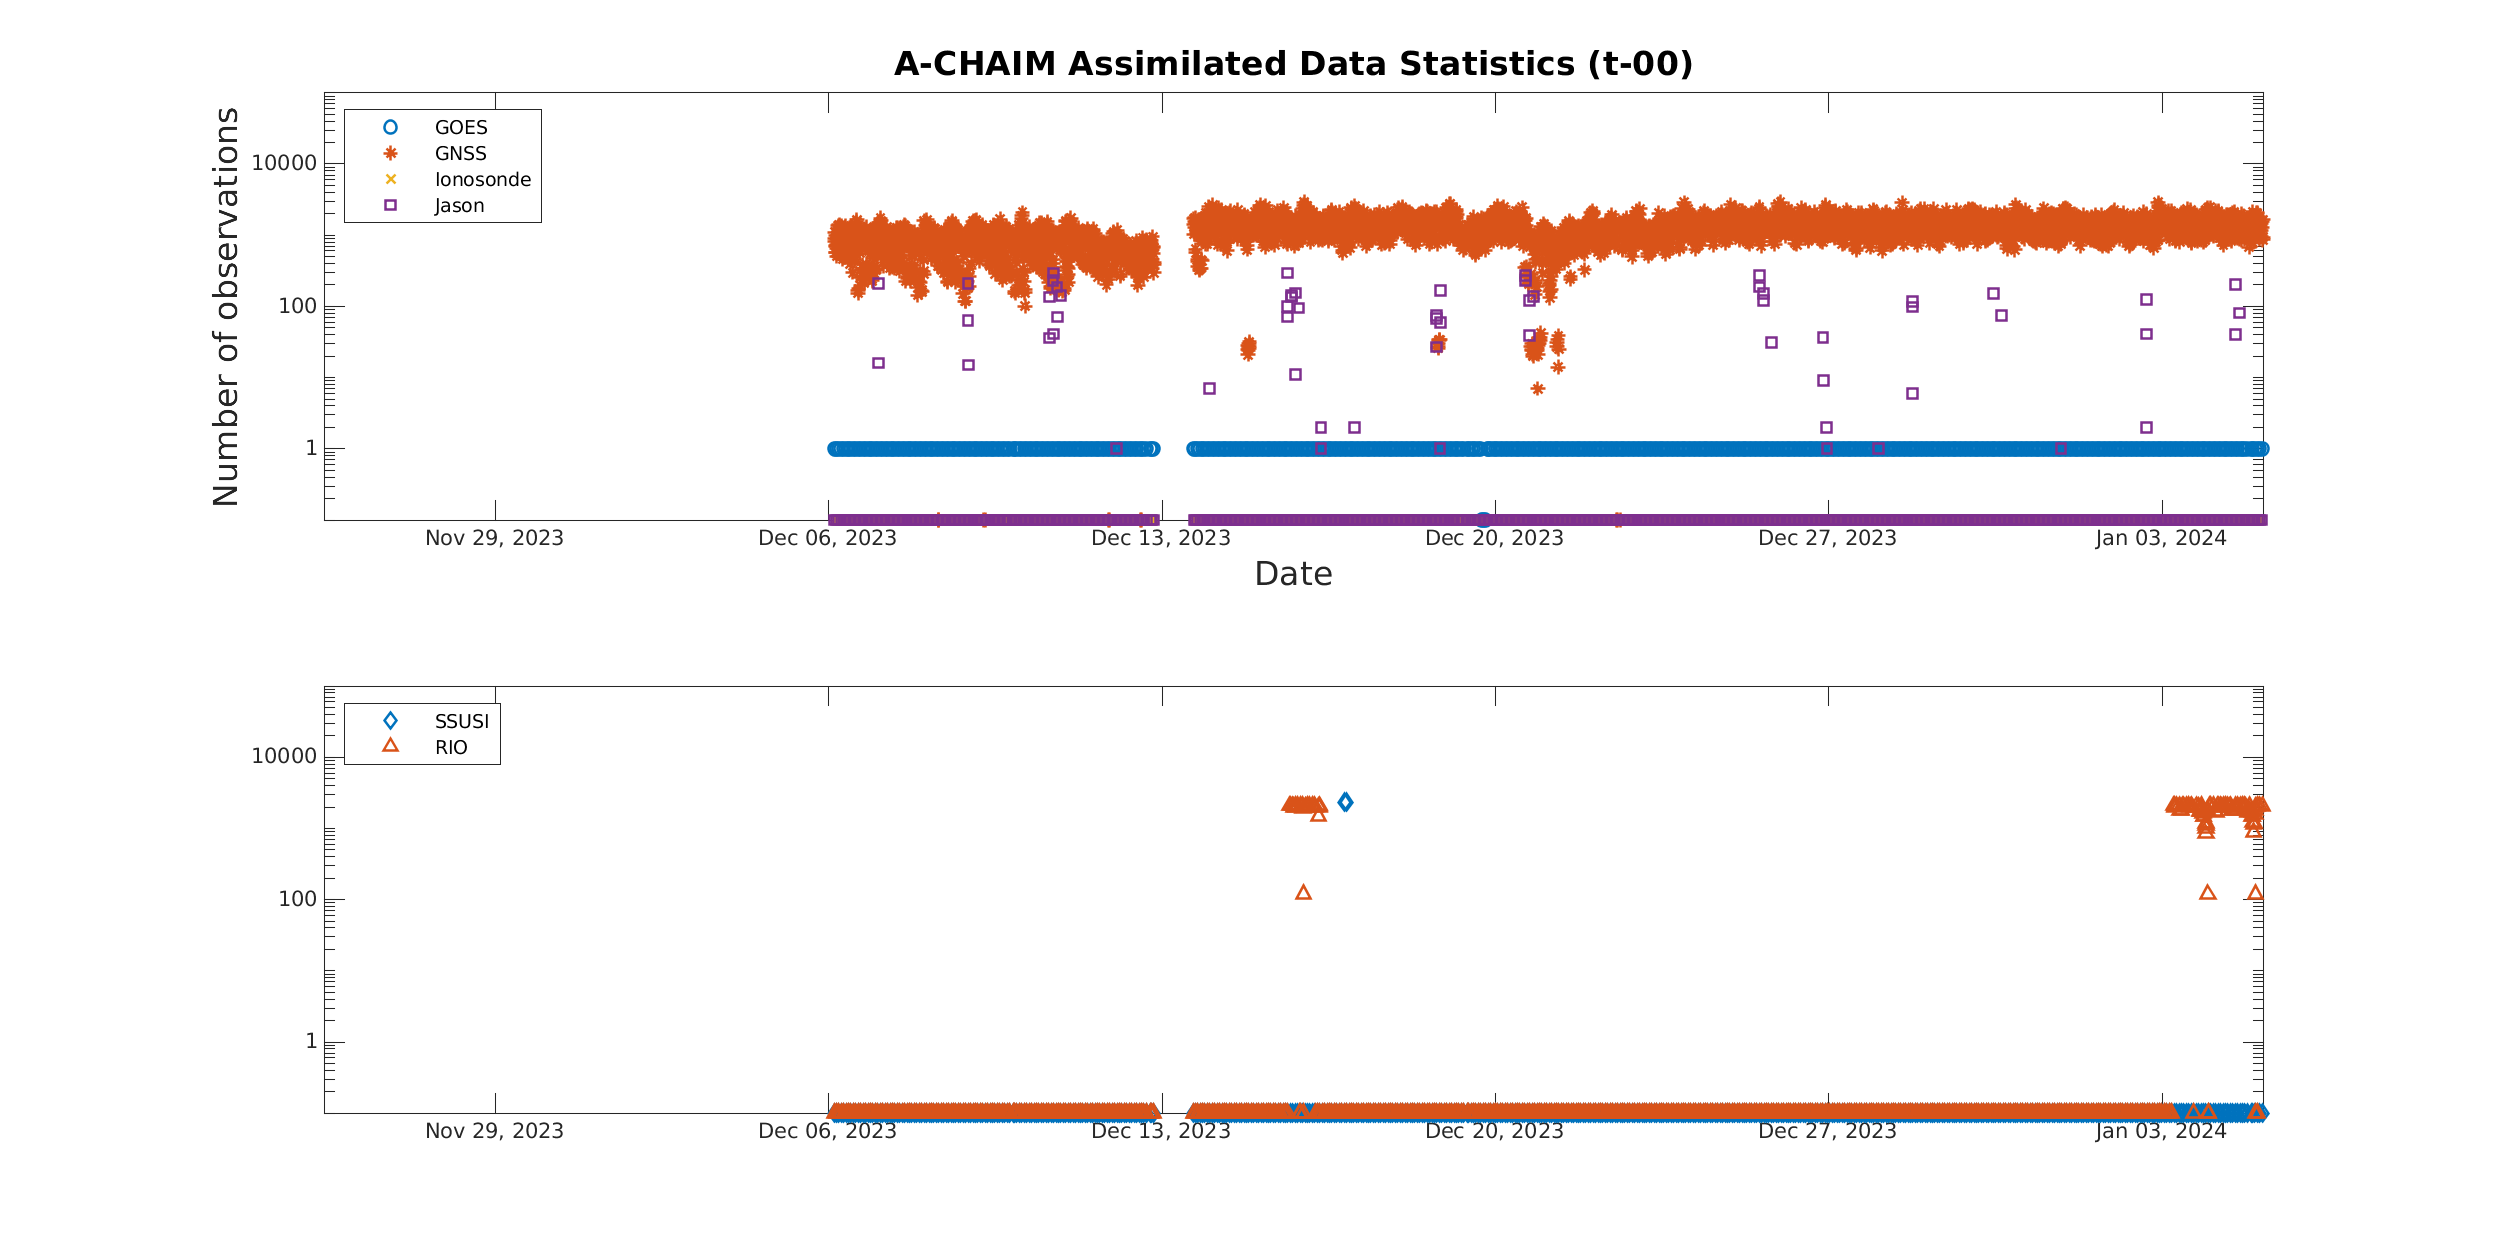 A-CHAIM Assimilated Data Statistics (t-00)
Number of observations
GOES
GNSS
Ionosonde
Jason
10000
100
1
Nov 29, 2023 Dec 06, 2023 Dec 13, 2023 Dec 20, 2023 Dec 27, 2023 Jan 03, 2024
Date
SSUSI
RIO
10000
100
1
Nov 29, 2023 Dec 06, 2023 Dec 13, 2023 Dec 20, 2023 Dec 27, 2023 Jan 03, 2024